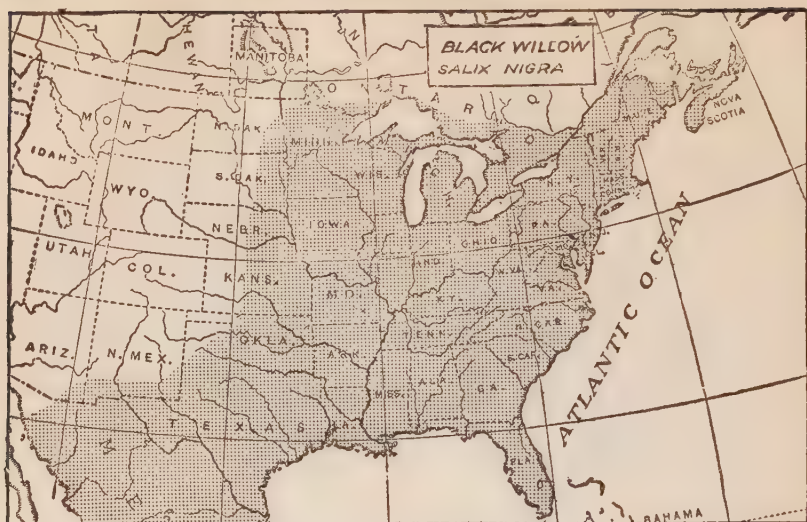 BLACK WILLOW
SALIX NIGRA
MANITOBA
ONTARIO
MAINE
NOVA
SCOTIA
MONT.
N. DAK.
MINN.
IDAHO
WYO.
S. DAK.
WIS.
N.Y.
NEBR.
IOWA
PA.
UTAH
COL.
KANS.
MO.
IND.
OHIO
W.VA.
VA.
KY.
ARIZ.
N. MEX.
OKLA.
ARK.
TENN.
N. CAR.
S. CAR.
TEXAS
LA.
MISS.
ALA.
GA.
FLA.
ATLANTIC OCEAN
BAHAMA